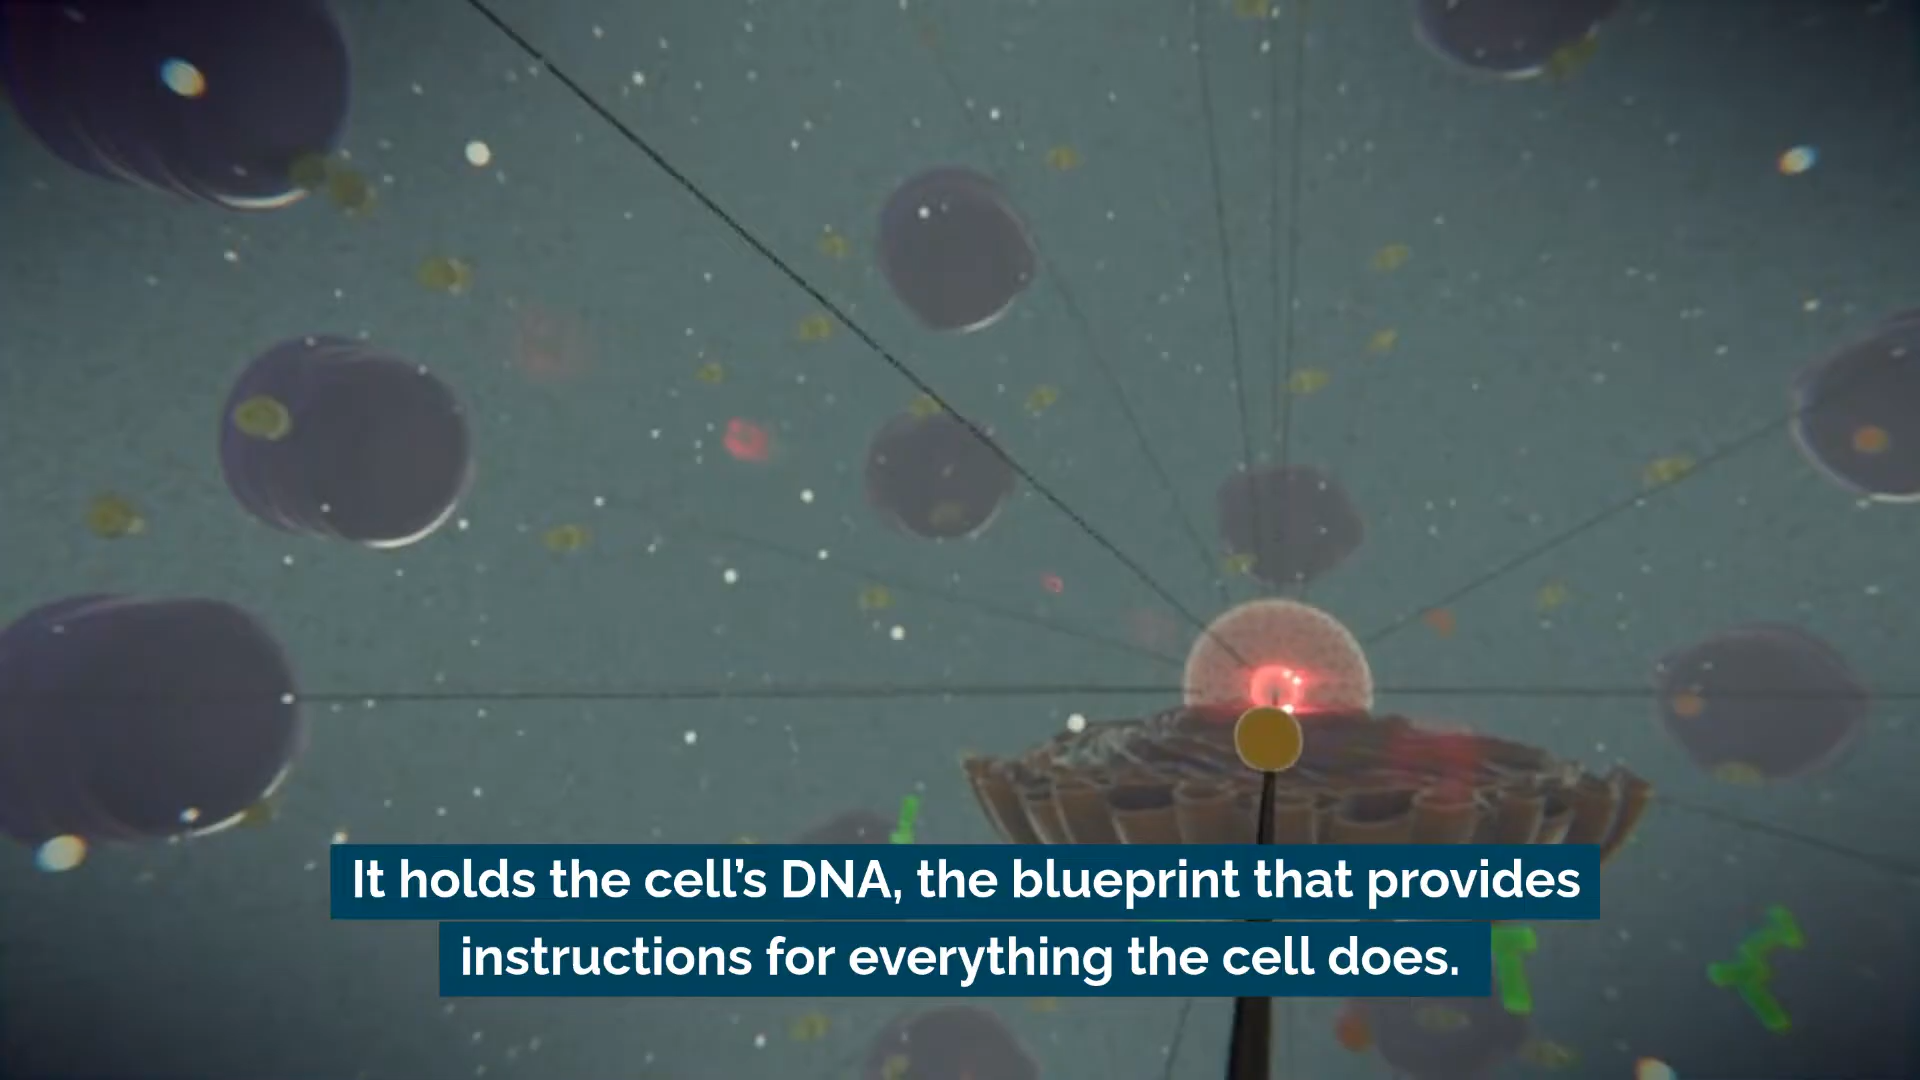 It holds the cell’s DNA, the blueprint that provides
instructions for everything the cell does.